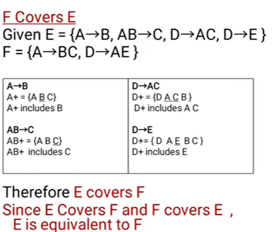 F Covers E
Given E = {A→B, AB→C, D→AC, D→E }
F = {A→BC, D→AE }
A→B
A+ = {A B C}
A+ includes B
AB→C
AB+ = {A B C}
AB+ includes C
D→AC
D+ = {D A C B }
D+ includes A C
D→E
D+= { D A E B C }
D+ includes E
Therefore E covers F
Since E Covers F and F covers E ,
E is equivalent to F